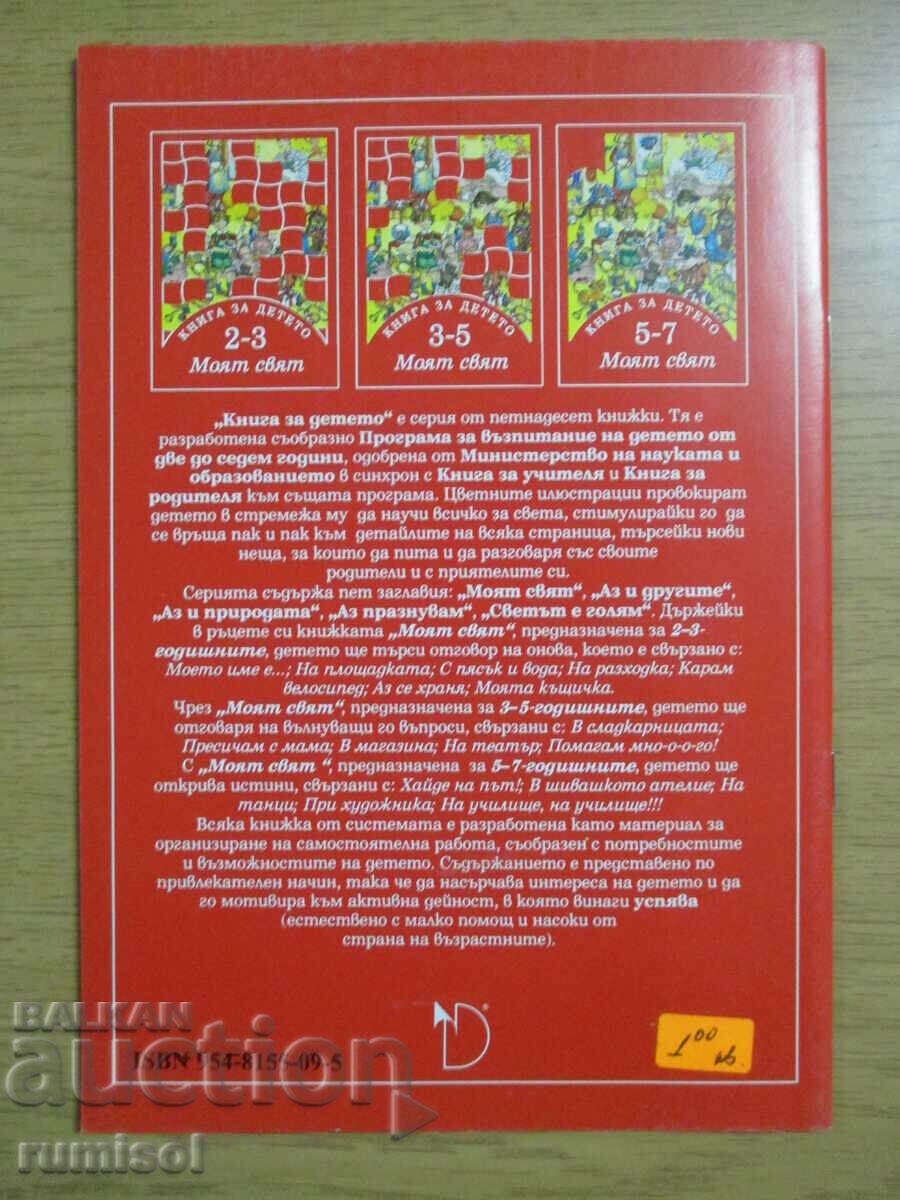 КНИГА ЗА ДЕТЕТО
2-3
Моят свят
КНИГА ЗА ДЕТЕТО
3-5
Моят свят
КНИГА ЗА ДЕТЕТО
5-7
Моят свят
„Книга за детето“ е серия от петнадесет книжки. Тя е
разработена съобразно Програма за възпитание на детето от
две до седем години, одобрена от Министерство на науката и
образованието в синхрон с Книга за учителя и Книга за
родителя към същата програма. Цветните илюстрации провокират
детето в стремежа му да научи всичко за света, стимулирайки го да
се връща пак и пак към детайлите на всяка страница, търсейки нови
неща, за които да пита и да разговаря със своите
родители и с приятелите си.
Серията съдържа пет заглавия: „Моят свят“, „Аз и другите“,
„Аз и природата“, „Аз празнувам“, „Светът е голям“. Държейки
в ръцете си книжката „Моят свят“, предназначена за 2–3-
годишните, детето ще търси отговор на онова, което е свързано с:
Моето име е...; На площадката; С пясък и вода; На разходка; Карам
велосипед; Аз се храня; Моята къщичка.
Чрез „Моят свят“, предназначена за 3–5-годишните, детето ще
отговаря на вълнуващи го въпроси, свързани с: В сладкарницата;
Пресичам с мама; В магазина; На театър; Помагам мно-о-о-го!
С „Моят свят “, предназначена за 5–7-годишните, детето ще
открива истини, свързани с: Хайде на път!; В шивашкото ателие; На
танци; При художника; На училище, на училище!!!
Всяка книжка от системата е разработена като материал за
организиране на самостоятелна работа, съобразен с потребностите
и възможностите на детето. Съдържанието е представено по
привлекателен начин, така че да насърчава интереса на детето и да
го мотивира към активна дейност, в която винаги успява
(естествено с малко помощ и насоки от
страна на възрастните).
D®
ISBN 954-8155-09-5
1 00 лв
BALKAN
auction
rumisol